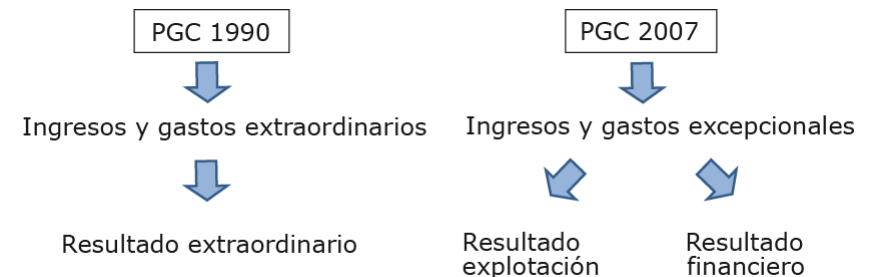 PGC 1990
Ingresos y gastos extraordinarios
Resultado extraordinario
PGC 2007
Ingresos y gastos excepcionales
Resultado
explotación
Resultado
financiero